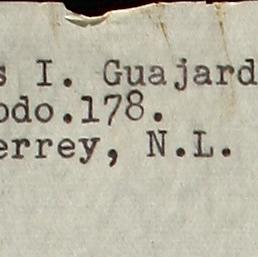 s I. Guajard
odo.178.
errey, N.L.